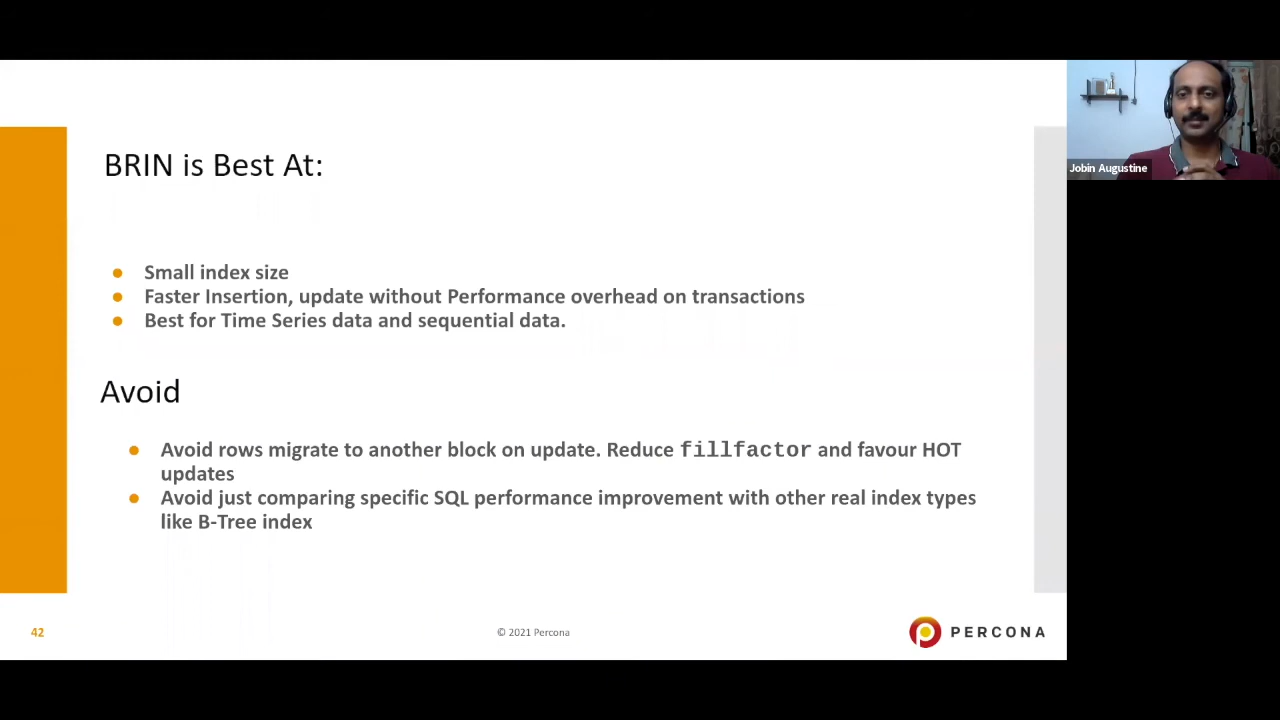 BRIN is Best At:
Small index size
Faster Insertion, update without Performance overhead on transactions
Best for Time Series data and sequential data.
Avoid
Avoid rows migrate to another block on update. Reduce fillfactor and favour HOT
updates
Avoid just comparing specific SQL performance improvement with other real index types
like B-Tree index
42
© 2021 Percona
PERCONA
Jobin Augustine